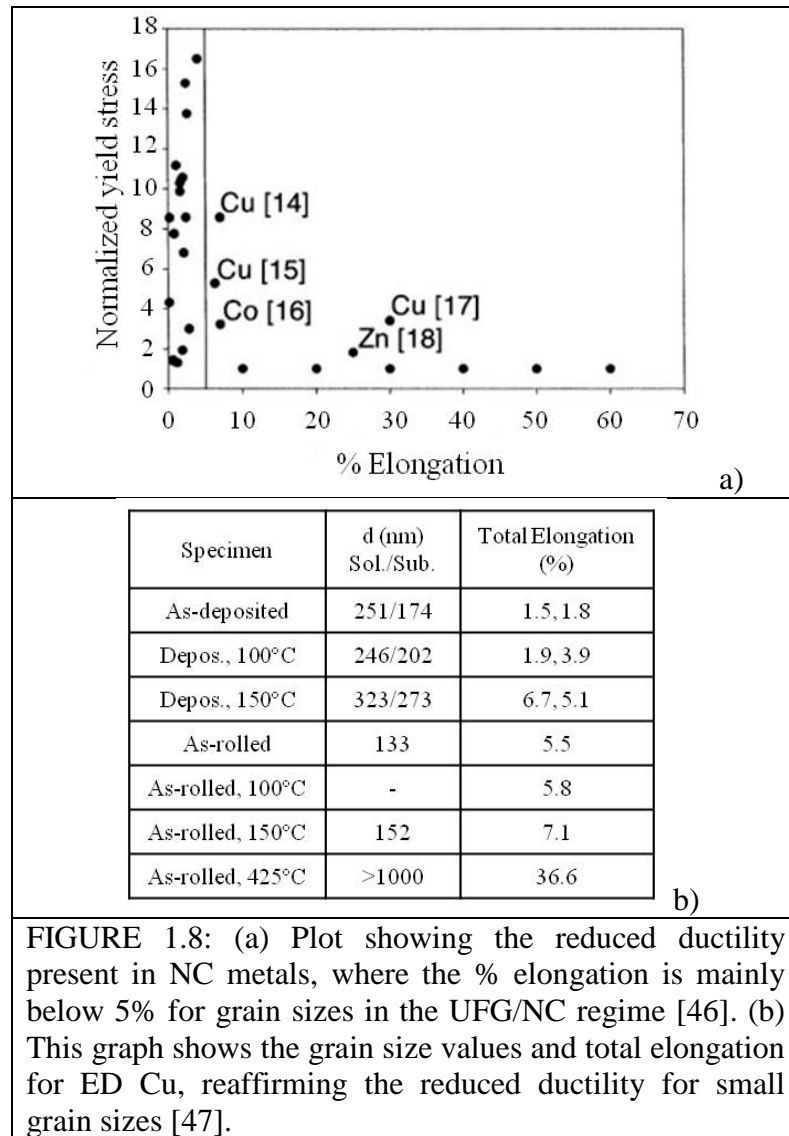 18
16
14
12
10
8
6
4
2
0
Normalized yield stress
Cu [14]
Cu [15]
Co [16]
Cu [17]
Zn [18]
0 10 20 30 40 50 60 70
% Elongation
a)
Specimen d (nm) Sol./Sub. Total Elongation (%)
As-deposited 251/174 1.5, 1.8
Depos., 100°C 246/202 1.9, 3.9
Depos., 150°C 323/273 6.7, 5.1
As-rolled 133 5.5
As-rolled, 100°C - 5.8
As-rolled, 150°C 152 7.1
As-rolled, 425°C >1000 36.6
b)
FIGURE 1.8: (a) Plot showing the reduced ductility
present in NC metals, where the % elongation is mainly
below 5% for grain sizes in the UFG/NC regime [46]. (b)
This graph shows the grain size values and total elongation
for ED Cu, reaffirming the reduced ductility for small
grain sizes [47].